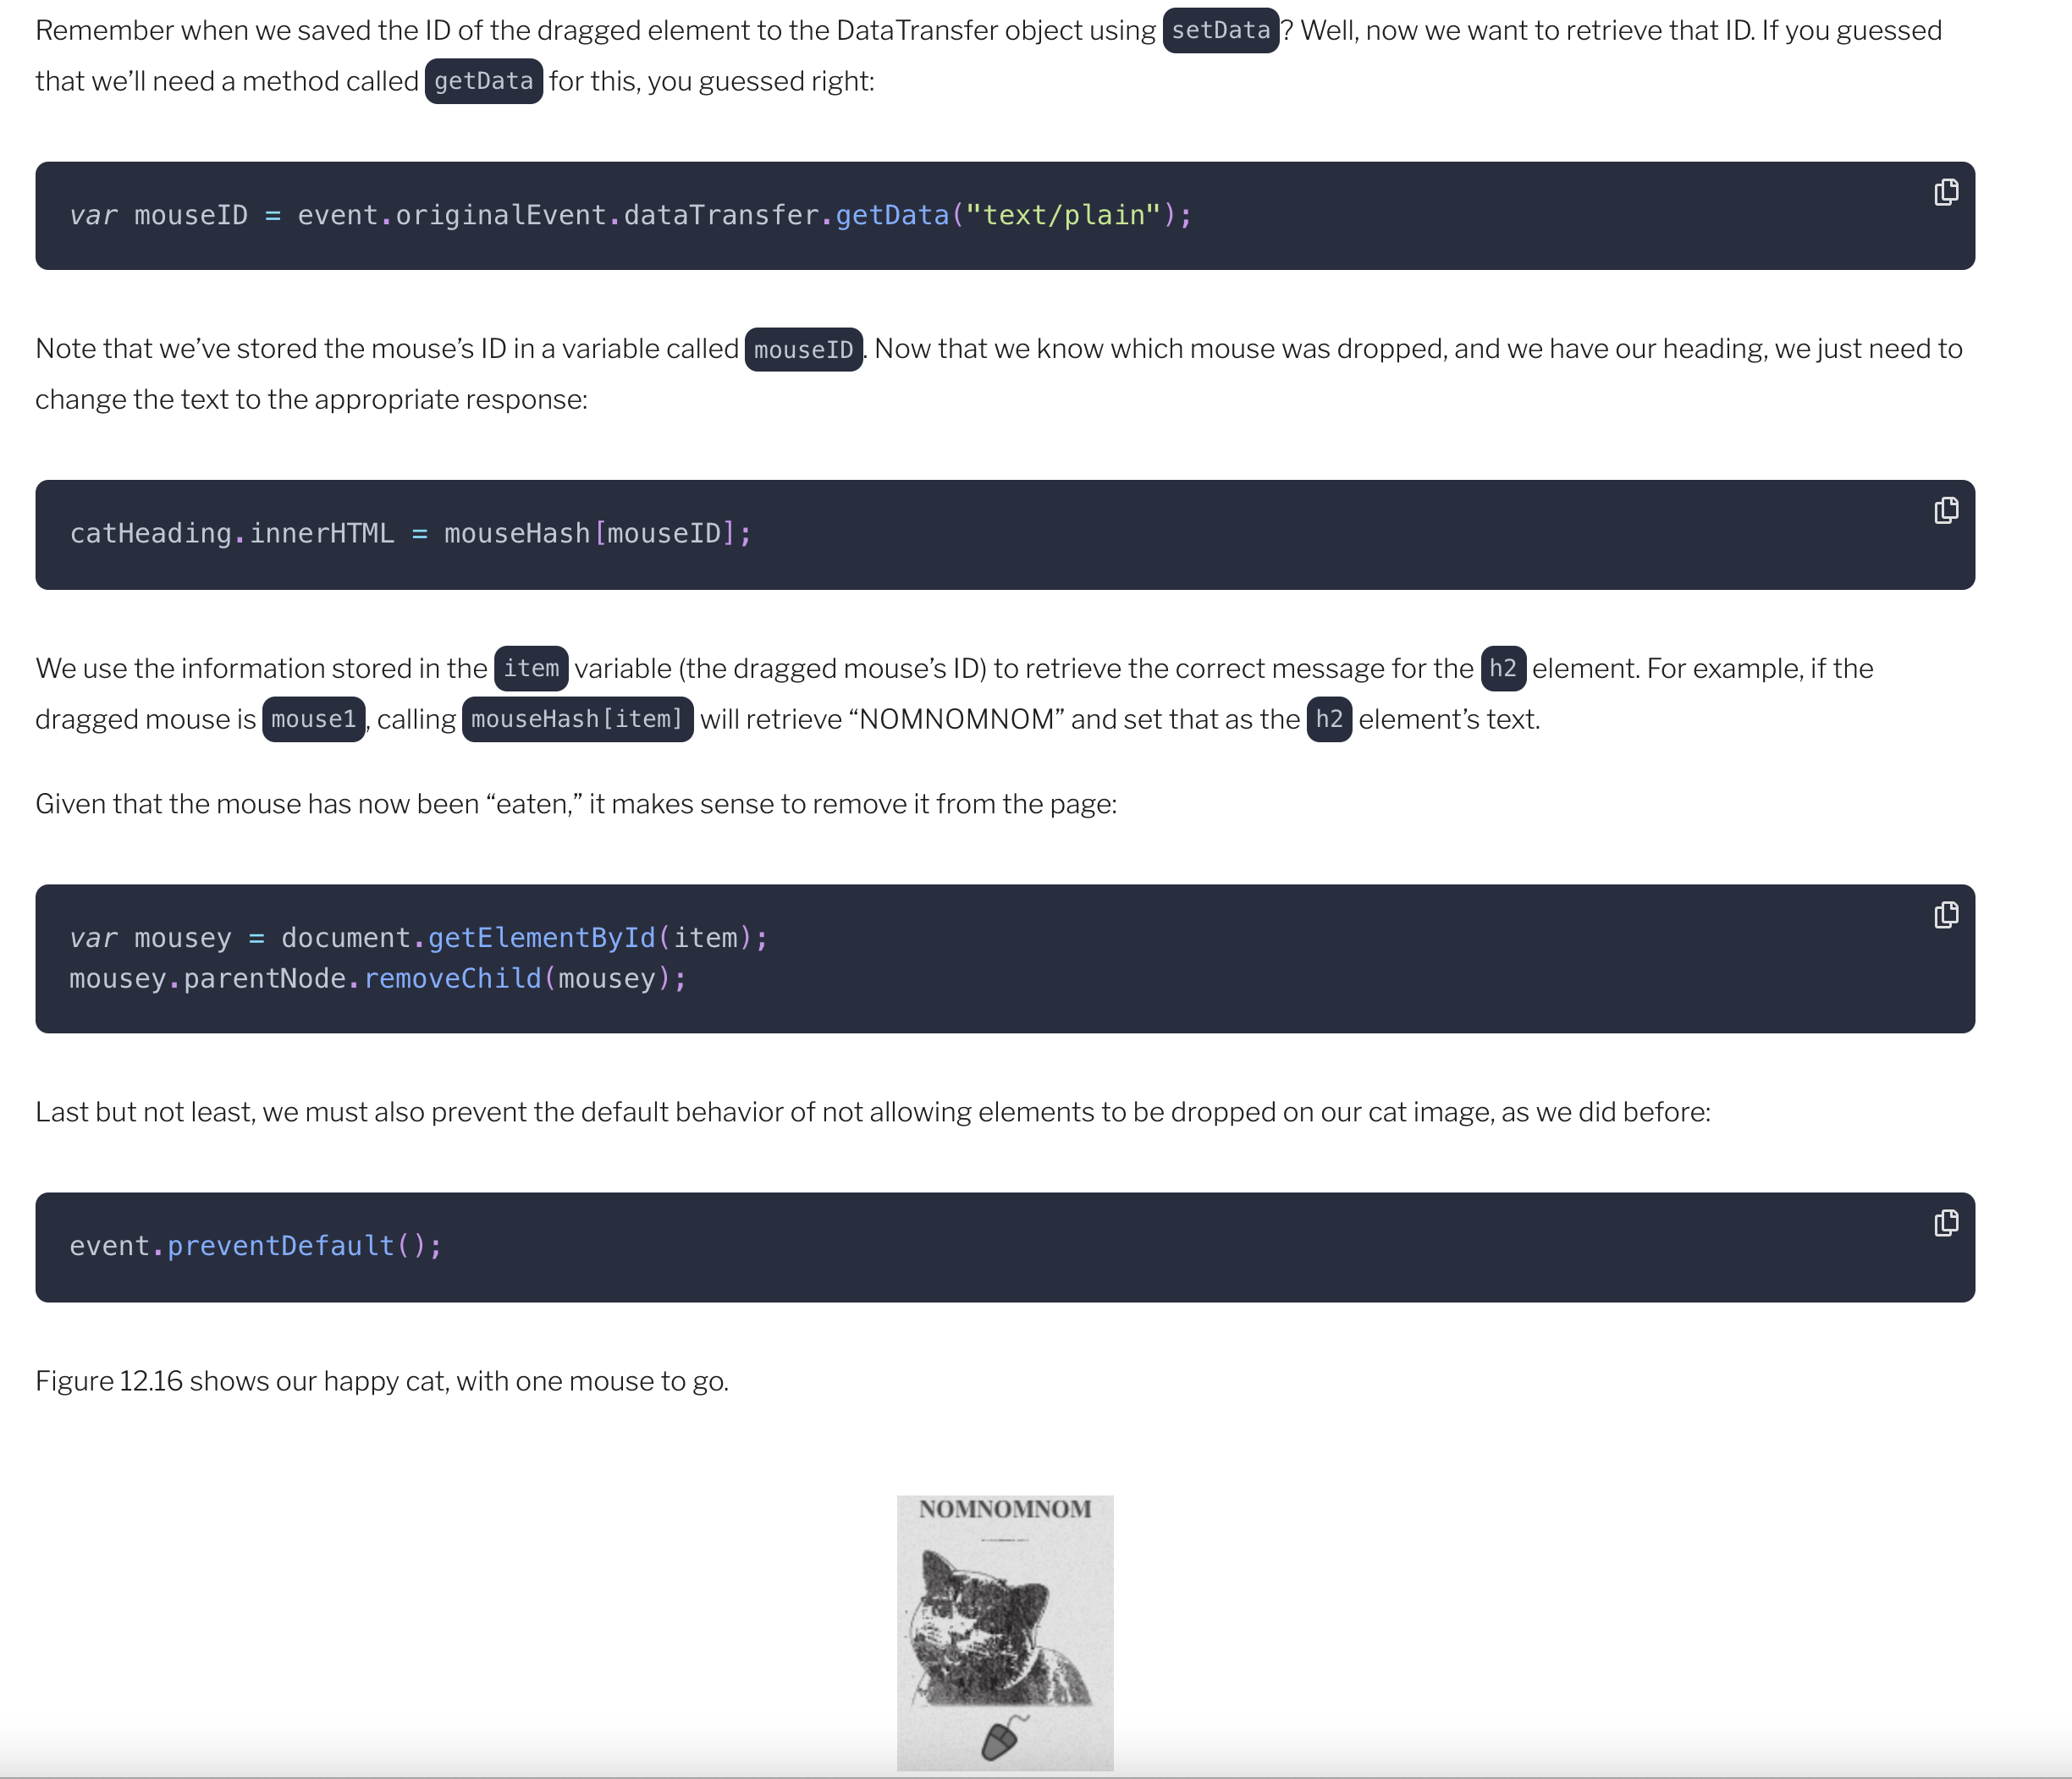 Remember when we saved the ID of the dragged element to the DataTransfer object using setData? Well, now we want to retrieve that ID. If you guessed
that we’ll need a method called getData for this, you guessed right:
var mouseID = event.originalEvent.dataTransfer.getData("text/plain");
Note that we’ve stored the mouse’s ID in a variable called mouseID. Now that we know which mouse was dropped, and we have our heading, we just need to
change the text to the appropriate response:
catHeading.innerHTML = mouseHash[mouseID];
We use the information stored in the item variable (the dragged mouse’s ID) to retrieve the correct message for the h2 element. For example, if the
dragged mouse is mouse1, calling mouseHash[item] will retrieve “NOMNOMNOM” and set that as the h2 element’s text.
Given that the mouse has now been “eaten,” it makes sense to remove it from the page:
var mousey = document.getElementById(item);
mousey.parentNode.removeChild(mousey);
Last but not least, we must also prevent the default behavior of not allowing elements to be dropped on our cat image, as we did before:
event.preventDefault();
Figure 12.16 shows our happy cat, with one mouse to go.
NOMNOMNOM